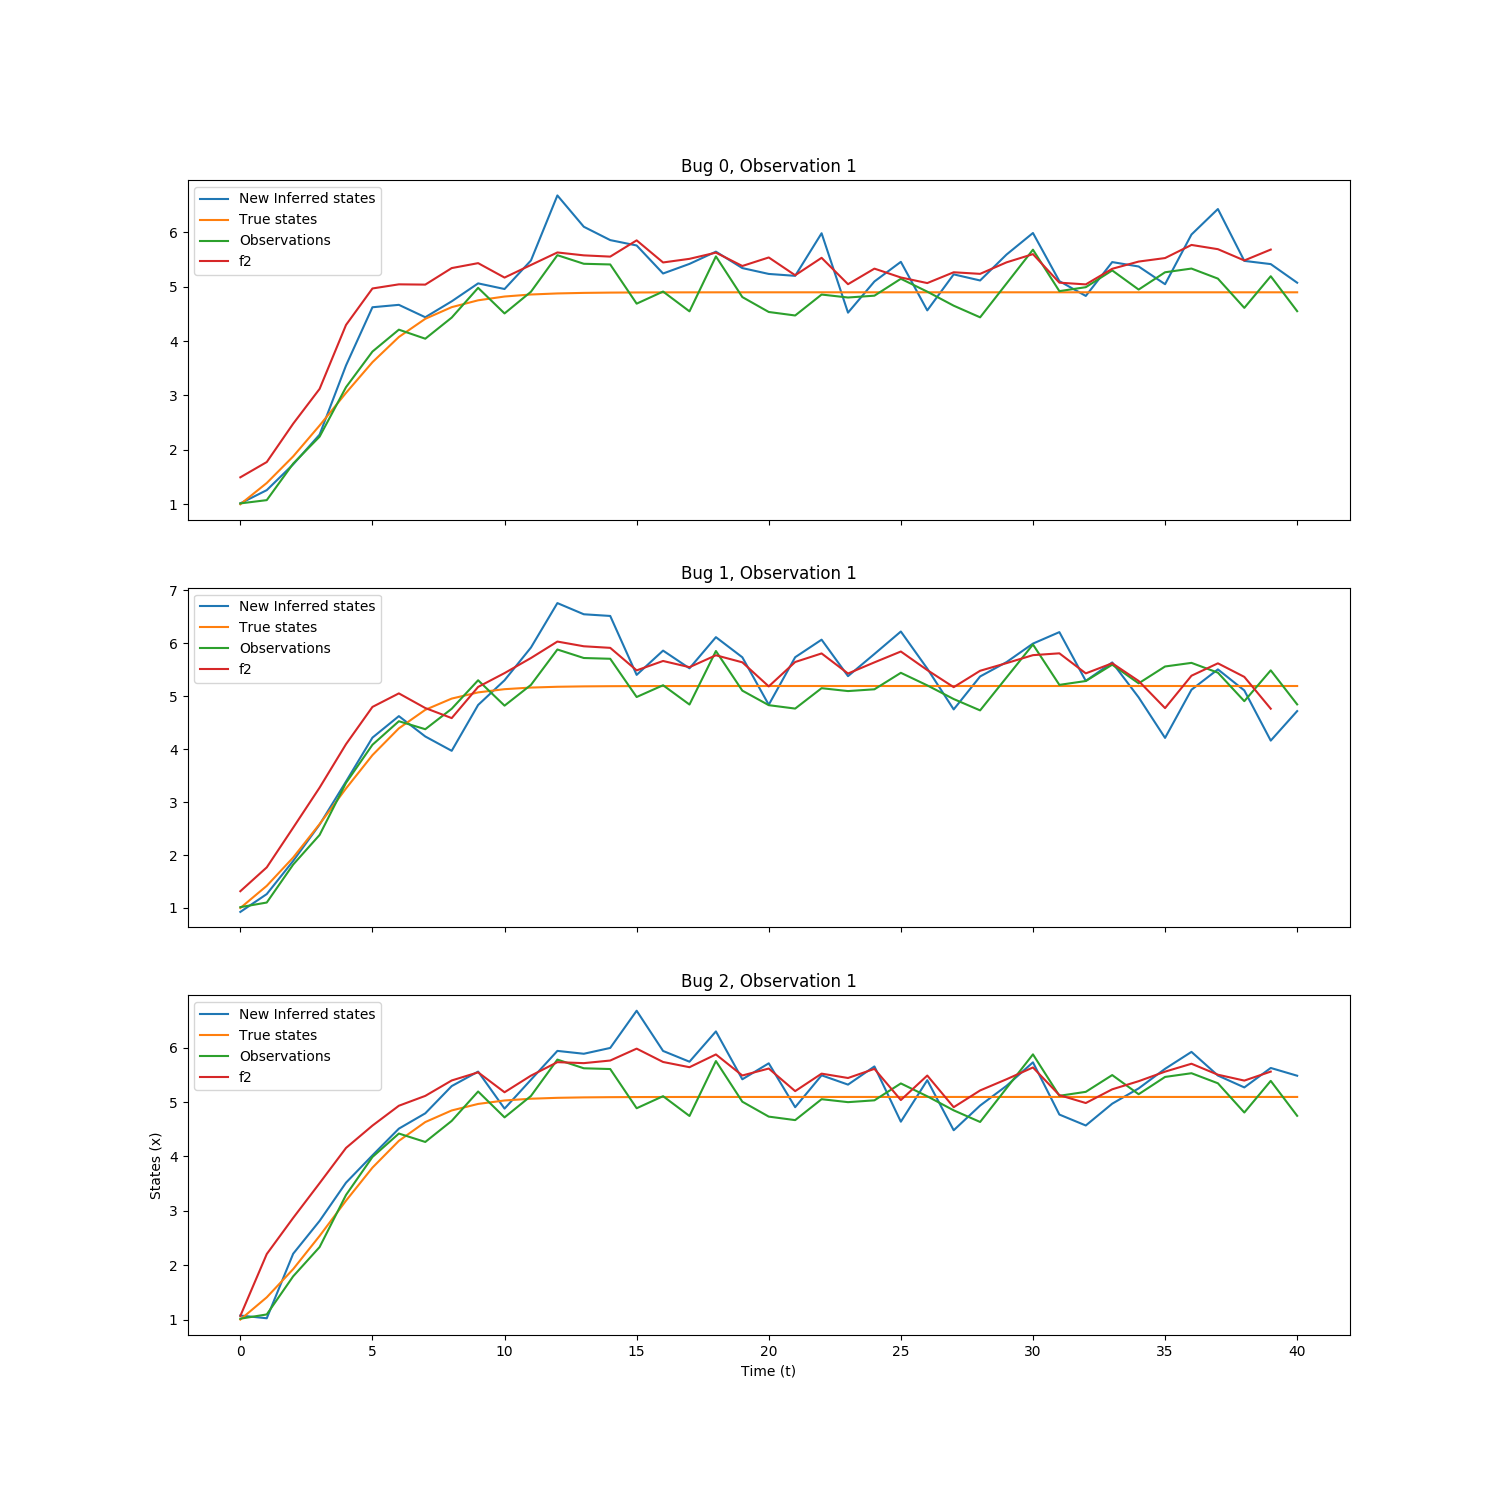 Bug 0, Observation 1
New Inferred states
True states
Observations
f2
6
5
4
3
2
1
Bug 1, Observation 1
New Inferred states
True states
Observations
f2
7
6
5
4
3
2
1
Bug 2, Observation 1
New Inferred states
True states
Observations
f2
6
5
4
3
2
1
States (x)
0 5 10 15 20 25 30 35 40
Time (t)